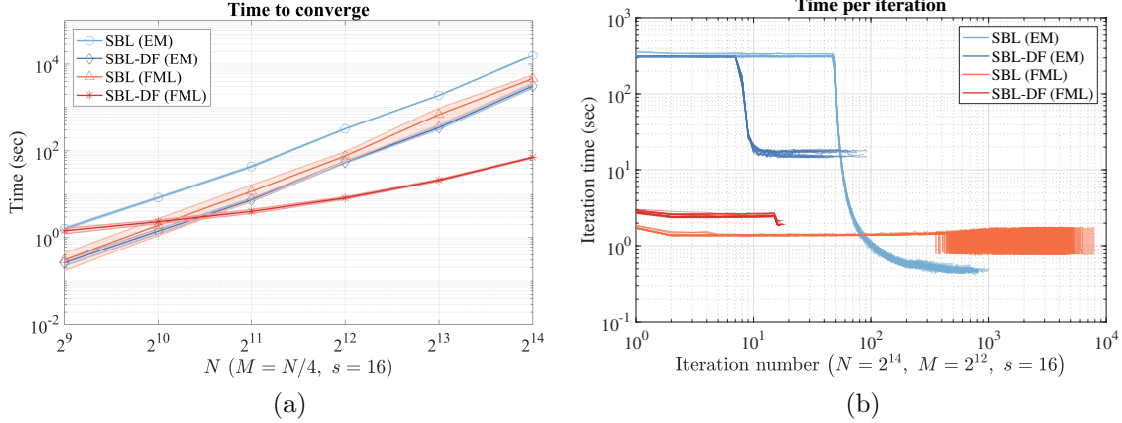 Time to converge
SBL (EM)
SBL-DF (EM)
SBL (FML)
SBL-DF (FML)
Time (sec)
10^4
10^2
10^0
10^-2
2^9
2^10
2^11
2^12
2^13
2^14
N (M = N/4, s = 16)
(a)
Time per iteration
SBL (EM)
SBL-DF (EM)
SBL (FML)
SBL-DF (FML)
Iteration time (sec)
10^3
10^2
10^1
10^0
10^-1
10^0
10^1
10^2
10^3
10^4
Iteration number (N = 2^14, M = 2^12, s = 16)
(b)